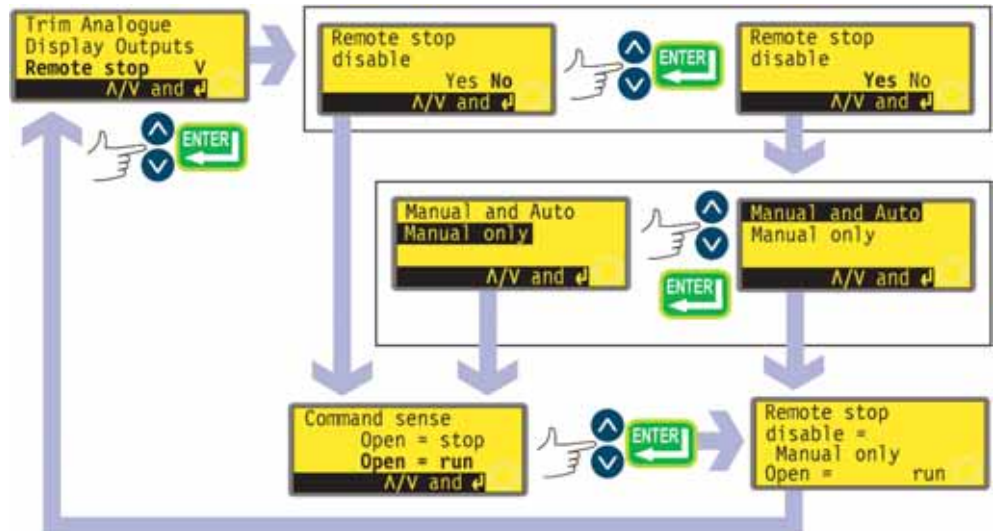 Trim Analogue
Display Outputs
Remote stop V
Λ/V and ↲
ENTER
Remote stop
disable
Yes No
Λ/V and ↲
ENTER
Remote stop
disable
Yes No
Λ/V and ↲
Manual and Auto
Manual only
Λ/V and ↲
ENTER
Manual and Auto
Manual only
Λ/V and ↲
Command sense
Open = stop
Open = run
Λ/V and ↲
ENTER
Remote stop
disable =
Manual only
Open = run